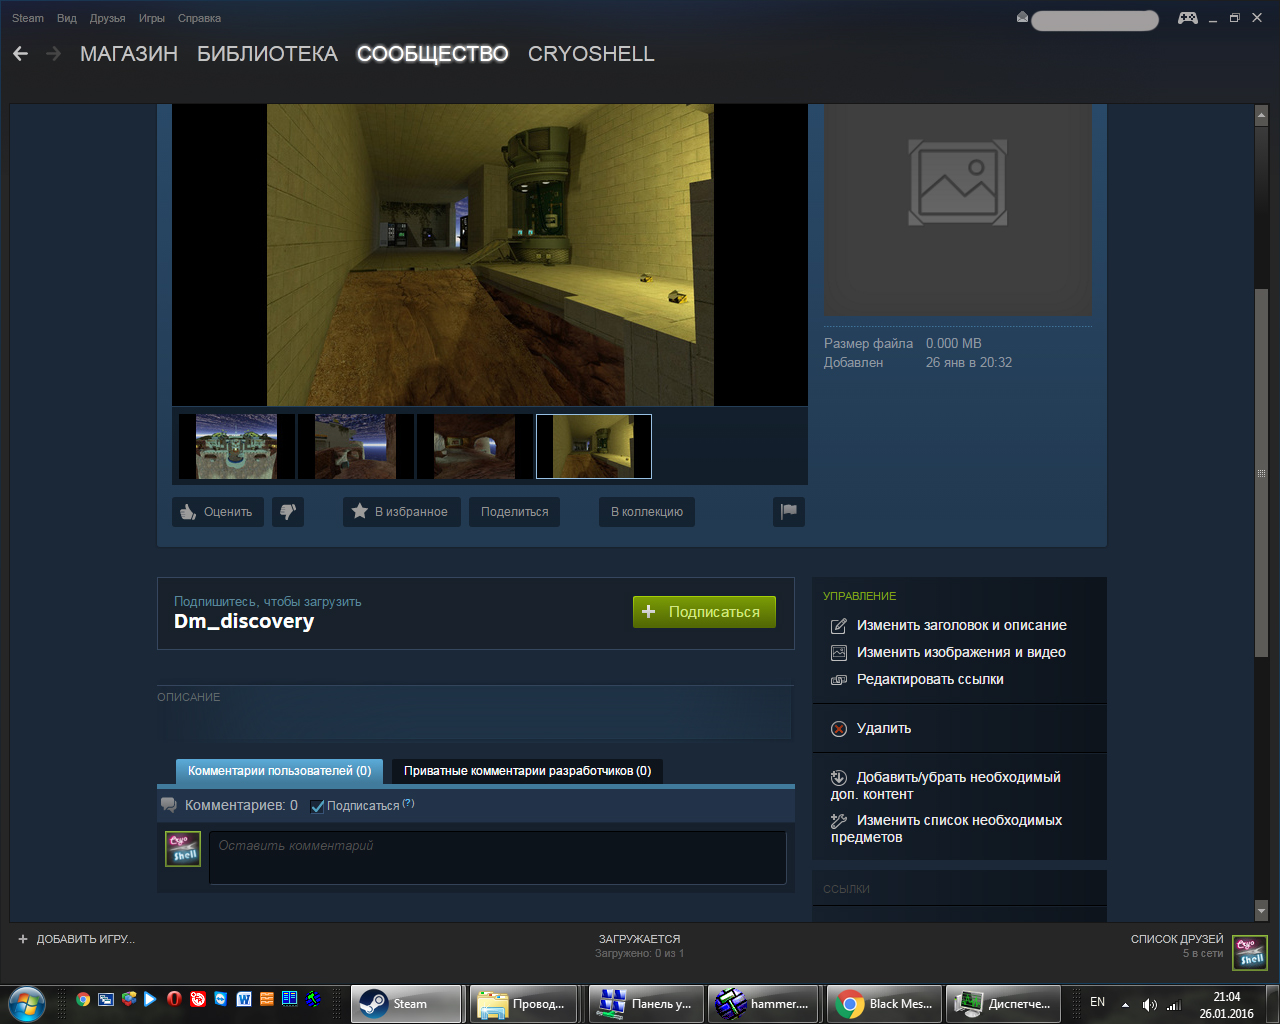 Steam Вид Друзья Игры Справка
МАГАЗИН БИБЛИОТЕКА СООБЩЕСТВО CRYOSHELL
Размер файла 0.000 MB
Добавлен 26 янв в 20:32
Оценить В избранное Поделиться В коллекцию
Подпишитесь, чтобы загрузить
Dm_discovery
Подписаться
ОПИСАНИЕ
Комментарии пользователей (0) Приватные комментарии разработчиков (0)
Комментариев: 0 Подписаться (?)
Cryo
Shell
Оставить комментарий
УПРАВЛЕНИЕ
Изменить заголовок и описание
Изменить изображения и видео
Редактировать ссылки
Удалить
Добавить/убрать необходимый
доп. контент
Изменить список необходимых
предметов
ССЫЛКИ
ДОБАВИТЬ ИГРУ...
ЗАГРУЖАЕТСЯ
Загружено: 0 из 1
СПИСОК ДРУЗЕЙ
5 в сети
Cryo
Shell
Steam Провод... Панель у... hammer.... Black Mes... Диспетче...
EN
21:04
26.01.2016